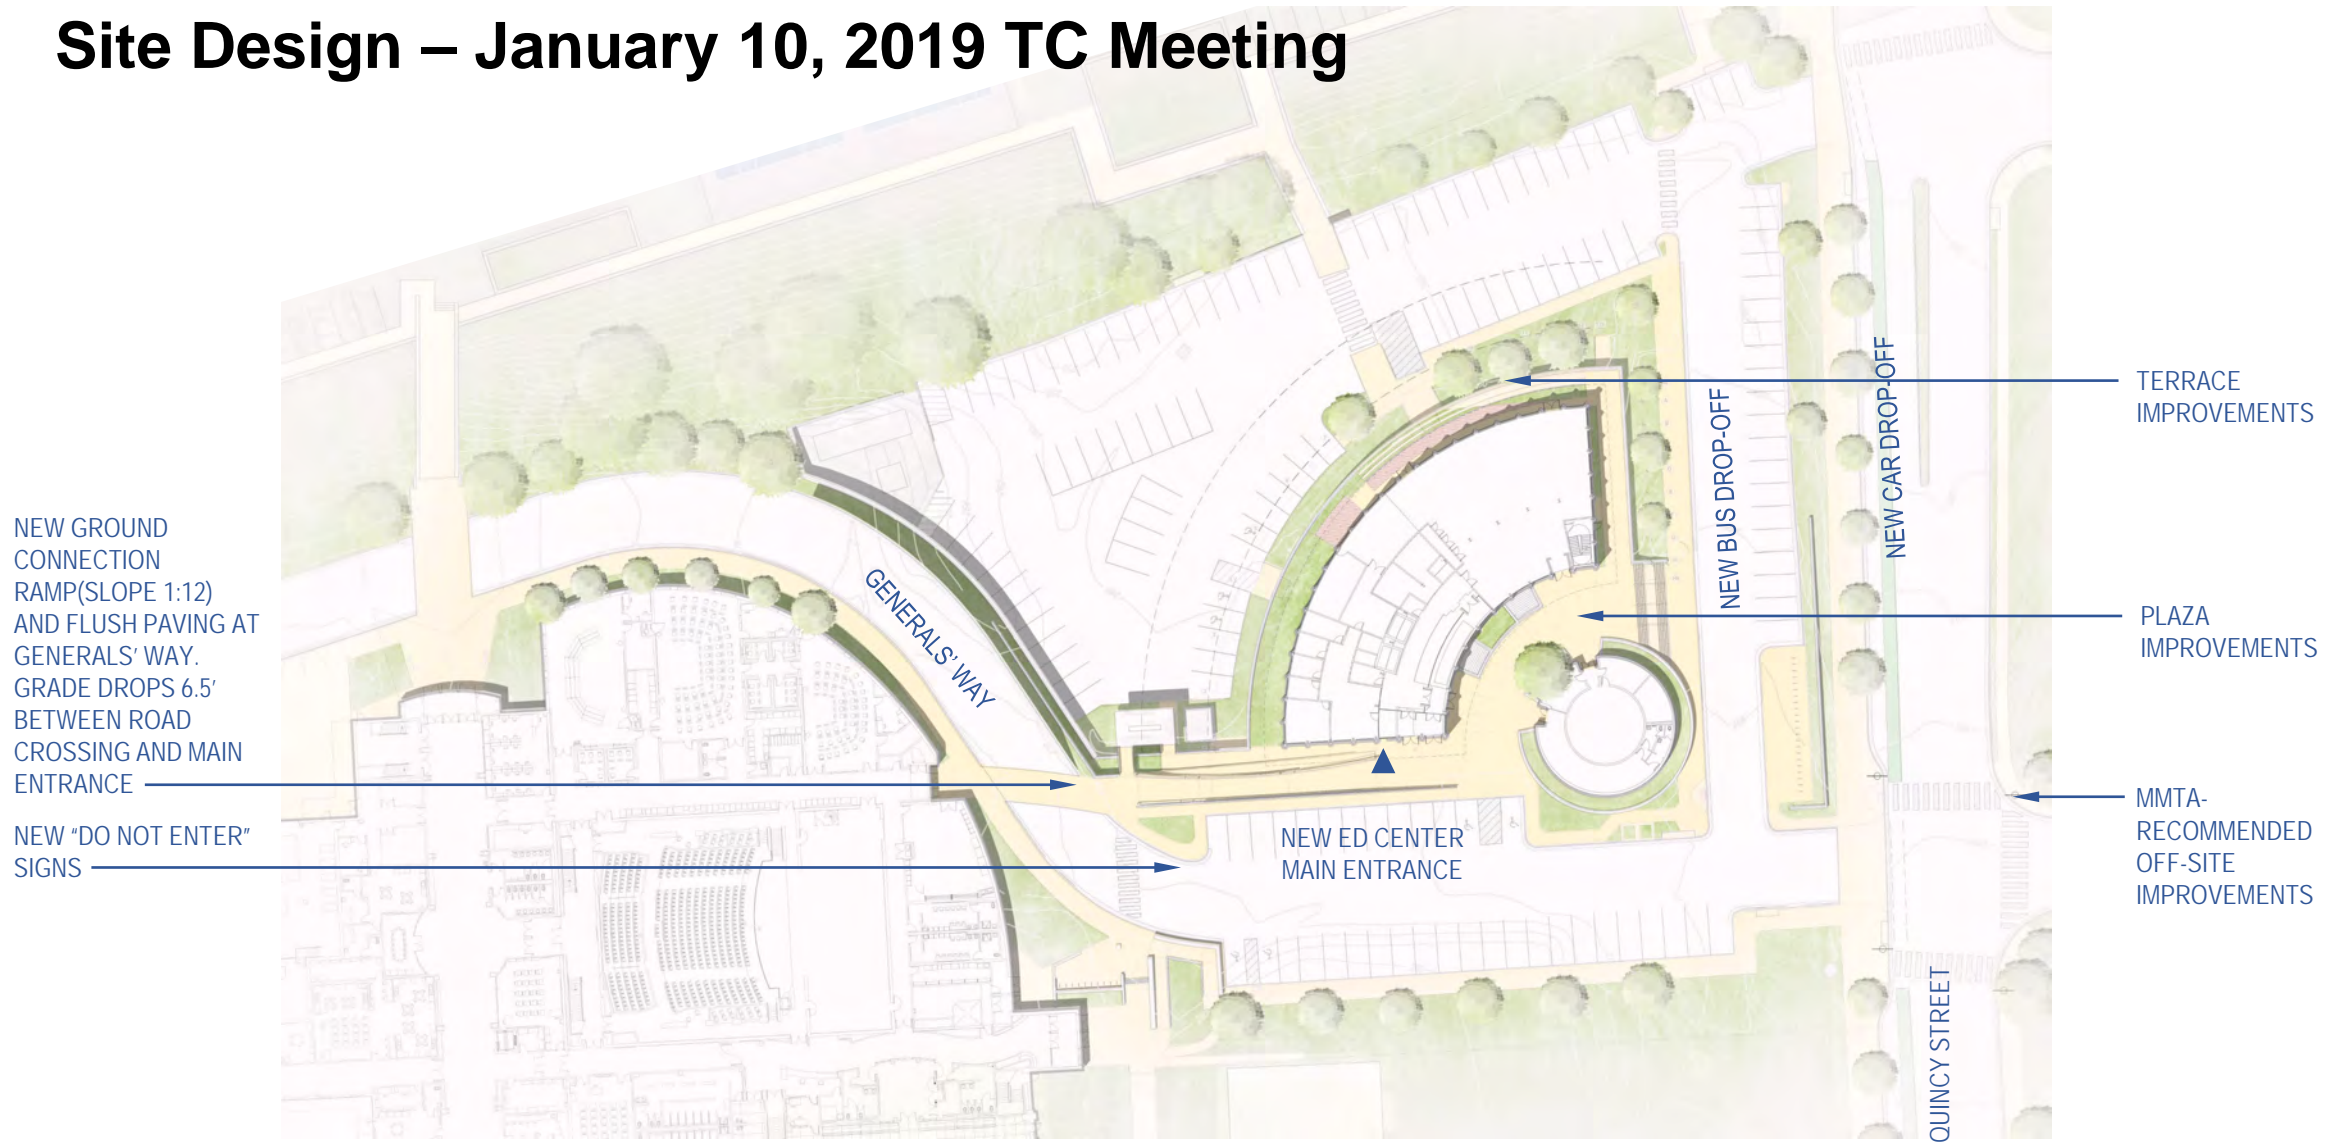 Site Design – January 10, 2019 TC Meeting
NEW GROUND
CONNECTION
RAMP(SLOPE 1:12)
AND FLUSH PAVING AT
GENERALS' WAY.
GRADE DROPS 6.5'
BETWEEN ROAD
CROSSING AND MAIN
ENTRANCE
NEW “DO NOT ENTER”
SIGNS
GENERALS' WAY
NEW ED CENTER
MAIN ENTRANCE
NEW BUS DROP-OFF
NEW CAR DROP-OFF
QUINCY STREET
TERRACE
IMPROVEMENTS
PLAZA
IMPROVEMENTS
MMTA-
RECOMMENDED
OFF-SITE
IMPROVEMENTS